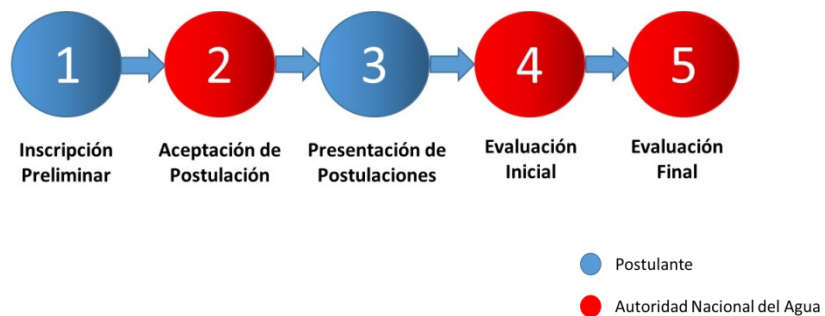 1
2
3
4
5
Inscripción
Preliminar
Aceptación de
Postulación
Presentación de
Postulaciones
Evaluación
Inicial
Evaluación
Final
Postulante
Autoridad Nacional del Agua